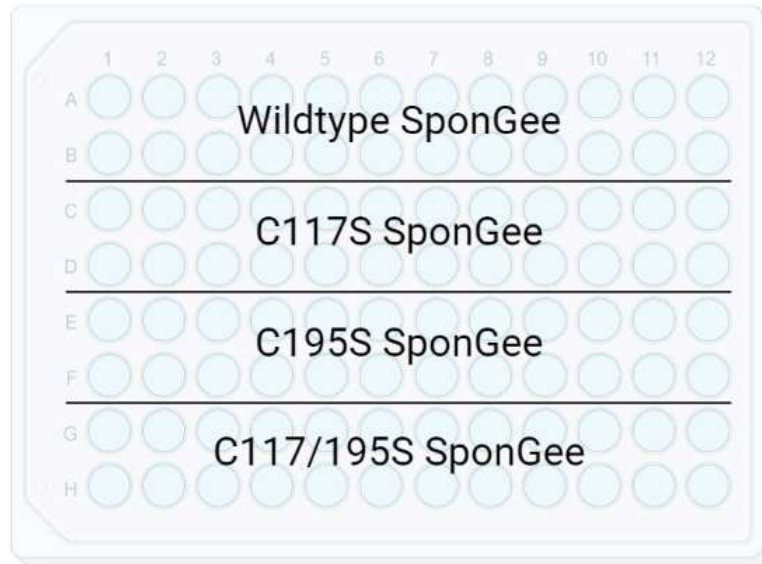 1 2 3 4 5 6 7 8 9 10 11 12
A
Wildtype SponGee
B
C
C117S SponGee
D
E
C195S SponGee
F
G
C117/195S SponGee
H